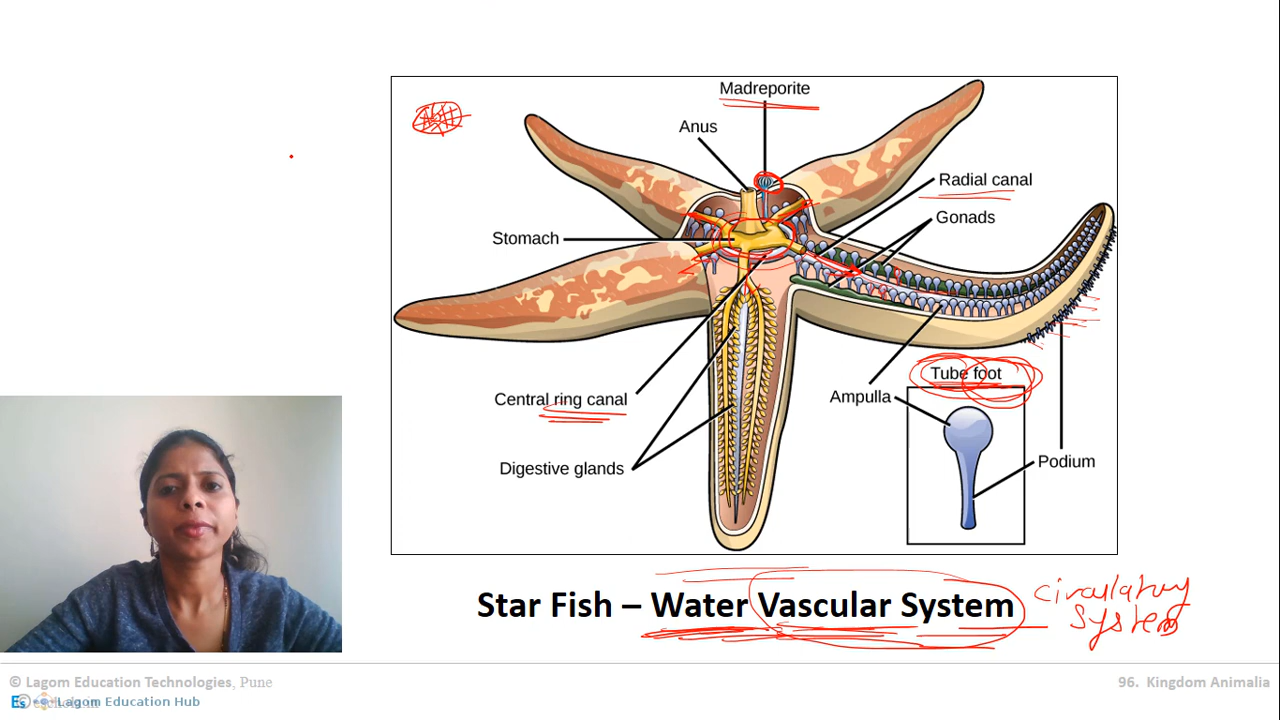 Madreporite
Anus
Radial canal
Gonads
Stomach
Tube foot
Central ring canal
Ampulla
Digestive glands
Podium
Star Fish – Water Vascular System
circulatory
System
© Lagom Education Technologies, Pune
96. Kingdom Animalia
Lagom Education Hub